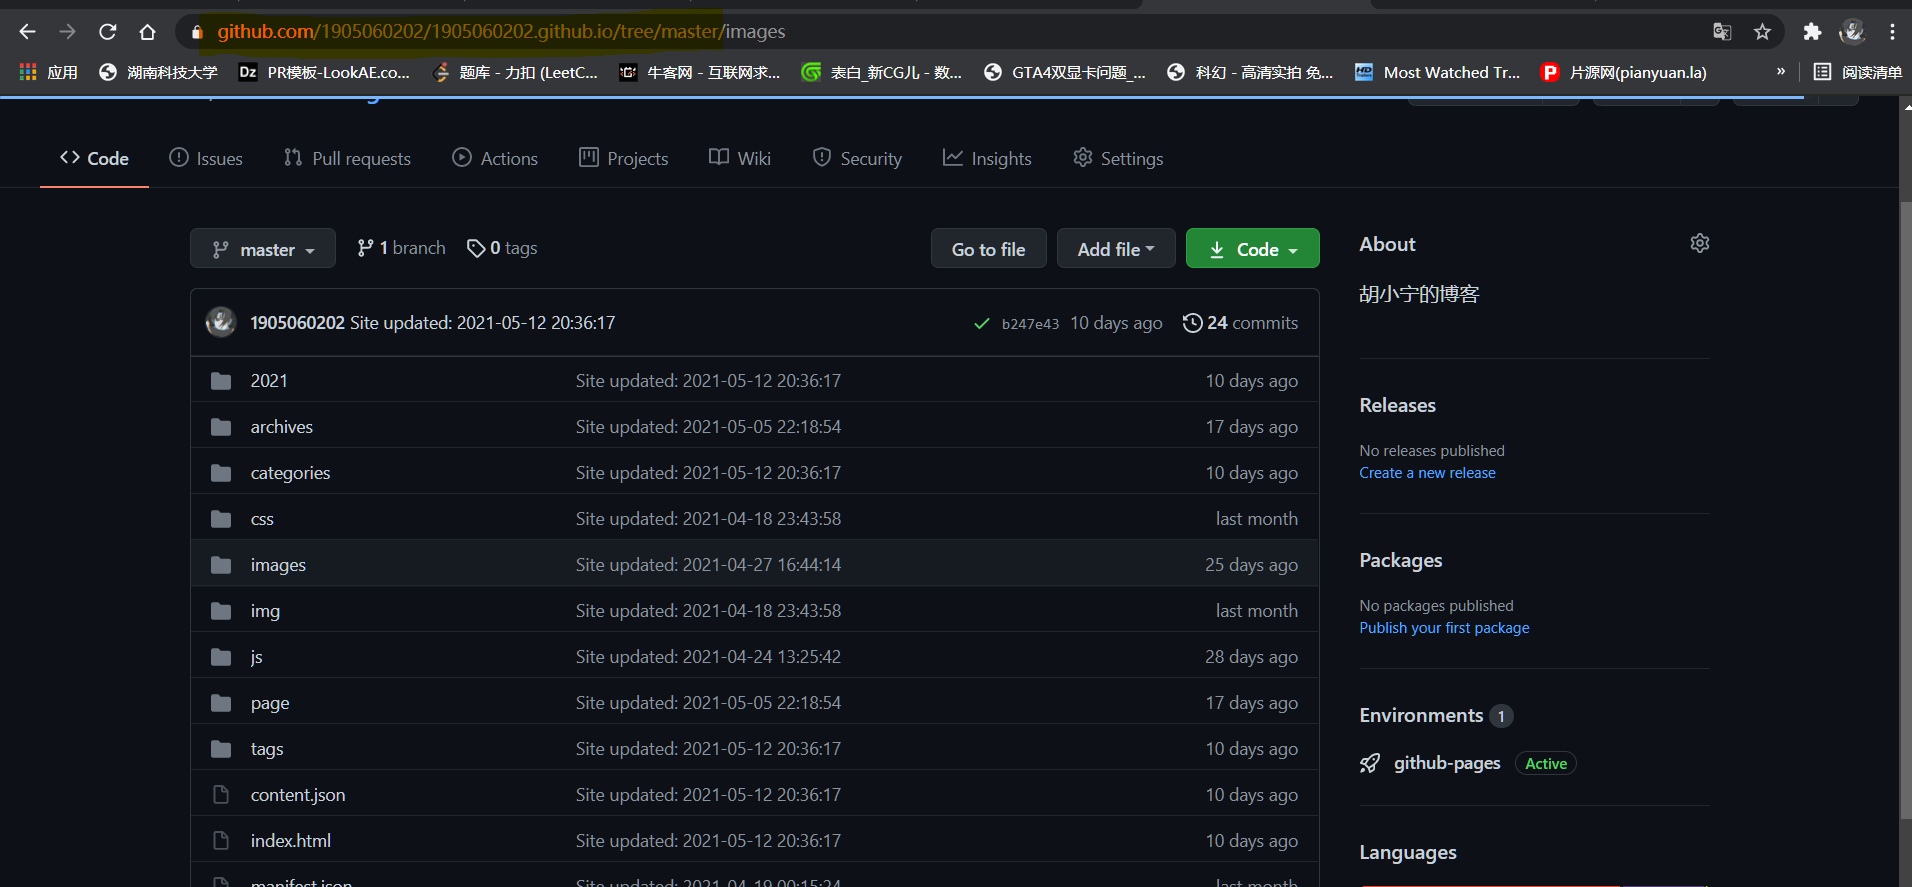 github.com/1905060202/1905060202.github.io/tree/master/images
应用 湖南科技大学 Dz PR模板-LookAE.co... 题库 - 力扣 (LeetC... 牛客网 - 互联网求... 表白_新CG儿 - 数... GTA4双显卡问题_... 科幻 - 高清实拍 免... HD Most Watched Tr... P 片源网(pianyuan.la) » 阅读清单
<> Code Issues Pull requests Actions Projects Wiki Security Insights Settings
master 1 branch 0 tags Go to file Add file Code
1905060202 Site updated: 2021-05-12 20:36:17 b247e43 10 days ago 24 commits
2021 Site updated: 2021-05-12 20:36:17 10 days ago
archives Site updated: 2021-05-05 22:18:54 17 days ago
categories Site updated: 2021-05-12 20:36:17 10 days ago
css Site updated: 2021-04-18 23:43:58 last month
images Site updated: 2021-04-27 16:44:14 25 days ago
img Site updated: 2021-04-18 23:43:58 last month
js Site updated: 2021-04-24 13:25:42 28 days ago
page Site updated: 2021-05-05 22:18:54 17 days ago
tags Site updated: 2021-05-12 20:36:17 10 days ago
content.json Site updated: 2021-05-12 20:36:17 10 days ago
index.html Site updated: 2021-05-12 20:36:17 10 days ago
manifest.json Site updated: 2021-04-19 00:15:24 last month
About
胡小宁的博客
Releases
No releases published
Create a new release
Packages
No packages published
Publish your first package
Environments 1
github-pages Active
Languages